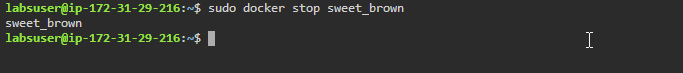 labsuser@ip-172-31-29-216:~$ sudo docker stop sweet_brown
sweet_brown
labsuser@ip-172-31-29-216:~$